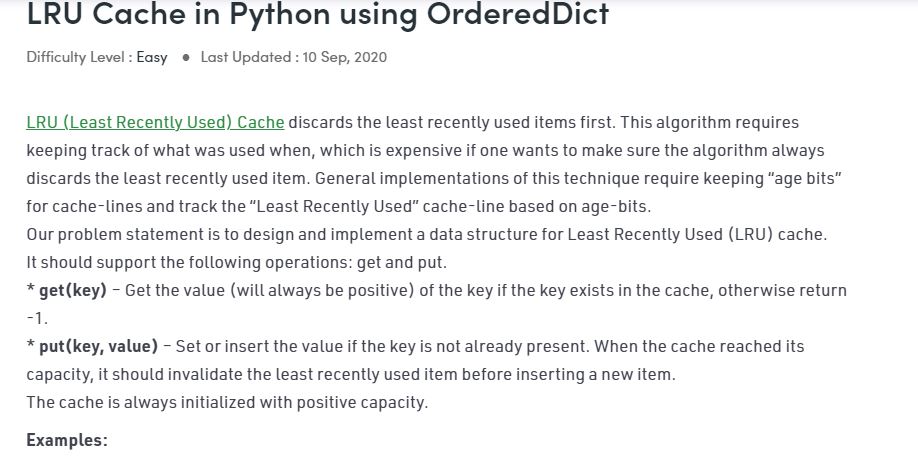 LRU Cache in Python using OrderedDict
Difficulty Level : Easy ● Last Updated : 10 Sep, 2020
LRU (Least Recently Used) Cache discards the least recently used items first. This algorithm requires
keeping track of what was used when, which is expensive if one wants to make sure the algorithm always
discards the least recently used item. General implementations of this technique require keeping “age bits”
for cache-lines and track the “Least Recently Used” cache-line based on age-bits.
Our problem statement is to design and implement a data structure for Least Recently Used (LRU) cache.
It should support the following operations: get and put.
* get(key) – Get the value (will always be positive) of the key if the key exists in the cache, otherwise return
-1.
* put(key, value) – Set or insert the value if the key is not already present. When the cache reached its
capacity, it should invalidate the least recently used item before inserting a new item.
The cache is always initialized with positive capacity.
Examples: